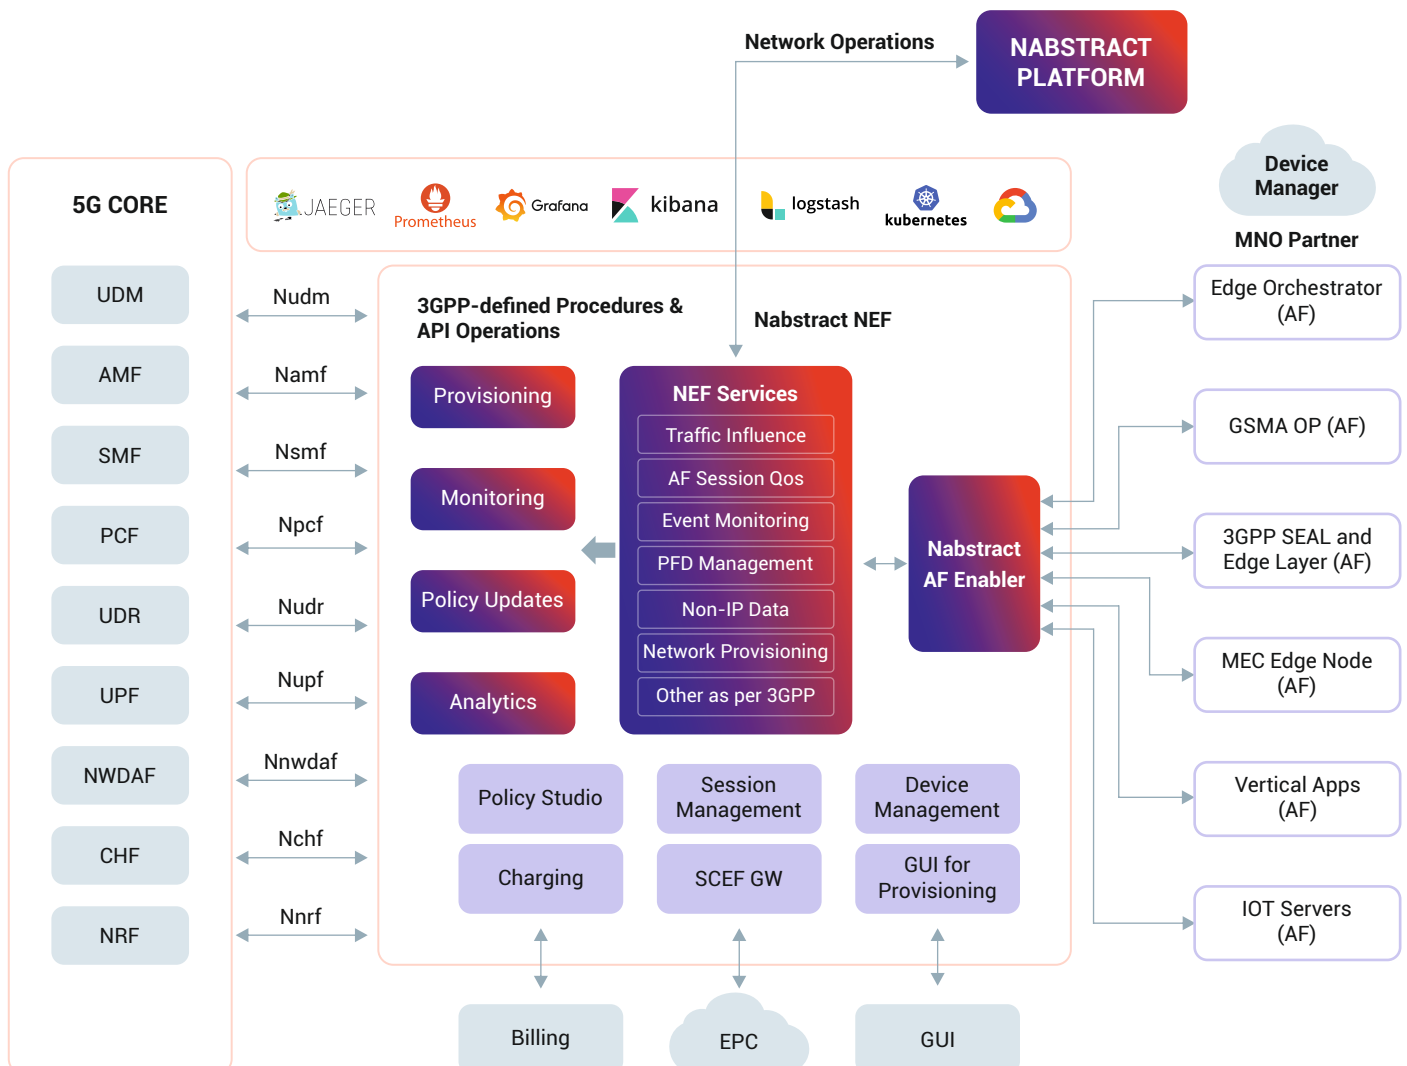 Network Operations
NABSTRACT
PLATFORM
Device
Manager
MNO Partner
5G CORE
JAEGER
Prometheus
Grafana
kibana
logstash
kubernetes
UDM
AMF
SMF
PCF
UDR
UPF
NWDAF
CHF
NRF
Nudm
Namf
Nsmf
Npcf
Nudr
Nupf
Nnwdaf
Nchf
Nnrf
3GPP-defined Procedures &
API Operations
Nabstract NEF
Provisioning
Monitoring
Policy Updates
Analytics
NEF Services
Traffic Influence
AF Session Qos
Event Monitoring
PFD Management
Non-IP Data
Network Provisioning
Other as per 3GPP
Nabstract
AF Enabler
Policy Studio
Session
Management
Device
Management
Charging
SCEF GW
GUI for
Provisioning
Billing
EPC
GUI
Edge Orchestrator
(AF)
GSMA OP (AF)
3GPP SEAL and
Edge Layer (AF)
MEC Edge Node
(AF)
Vertical Apps
(AF)
IOT Servers
(AF)